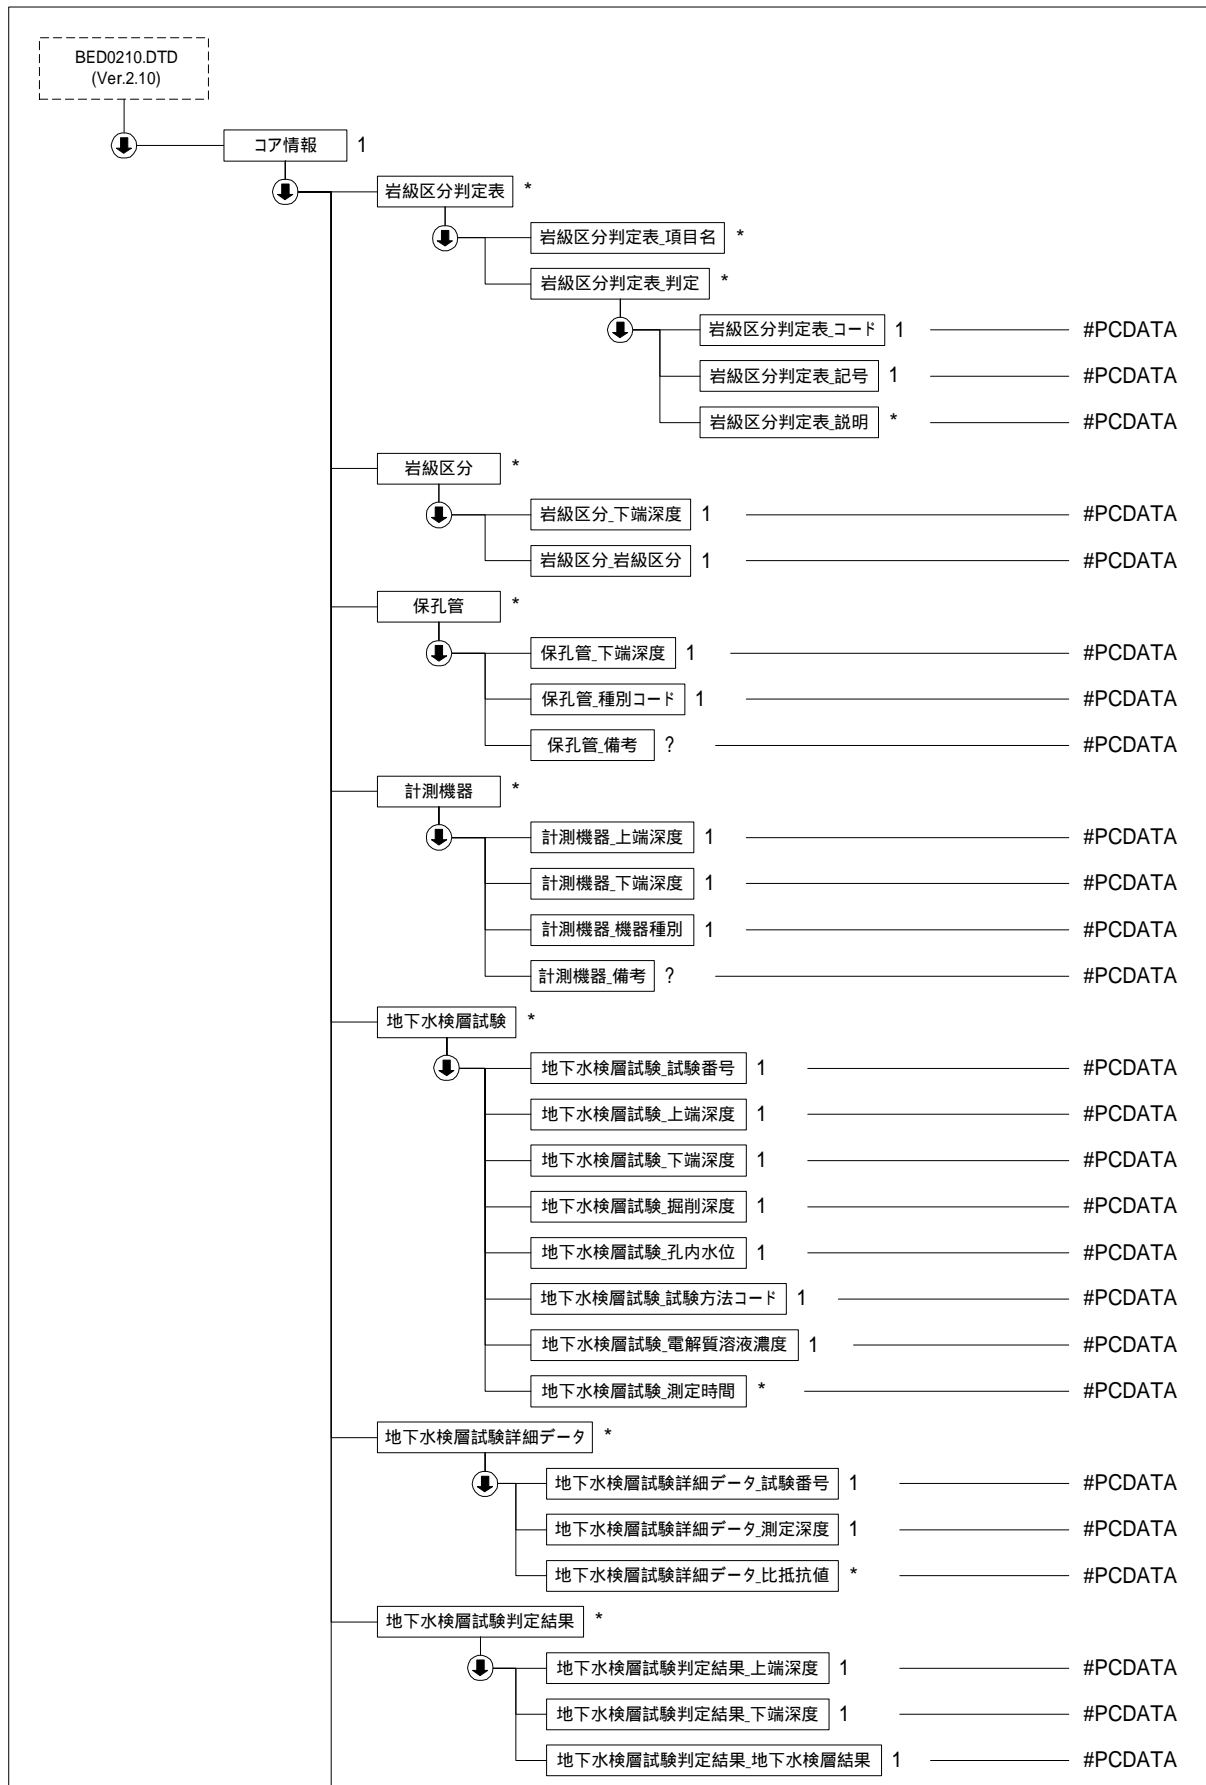 BED0210.DTD
(Ver.2.10)
コア情報 1
岩級区分判定表 *
岩級区分判定表_項目名 *
岩級区分判定表_判定 *
岩級区分判定表_コード 1 #PCDATA
岩級区分判定表_記号 1 #PCDATA
岩級区分判定表_説明 * #PCDATA
岩級区分 *
岩級区分_下端深度 1 #PCDATA
岩級区分_岩級区分 1 #PCDATA
保孔管 *
保孔管_下端深度 1 #PCDATA
保孔管_種別コード 1 #PCDATA
保孔管_備考 ? #PCDATA
計測機器 *
計測機器_上端深度 1 #PCDATA
計測機器_下端深度 1 #PCDATA
計測機器_機器種別 1 #PCDATA
計測機器_備考 ? #PCDATA
地下水検層試験 *
地下水検層試験_試験番号 1 #PCDATA
地下水検層試験_上端深度 1 #PCDATA
地下水検層試験_下端深度 1 #PCDATA
地下水検層試験_掘削深度 1 #PCDATA
地下水検層試験_孔内水位 1 #PCDATA
地下水検層試験_試験方法コード 1 #PCDATA
地下水検層試験_電解質溶液濃度 1 #PCDATA
地下水検層試験_測定時間 * #PCDATA
地下水検層試験詳細データ *
地下水検層試験詳細データ_試験番号 1 #PCDATA
地下水検層試験詳細データ_測定深度 1 #PCDATA
地下水検層試験詳細データ_比抵抗値 * #PCDATA
地下水検層試験判定結果 *
地下水検層試験判定結果_上端深度 1 #PCDATA
地下水検層試験判定結果_下端深度 1 #PCDATA
地下水検層試験判定結果_地下水検層結果 1 #PCDATA